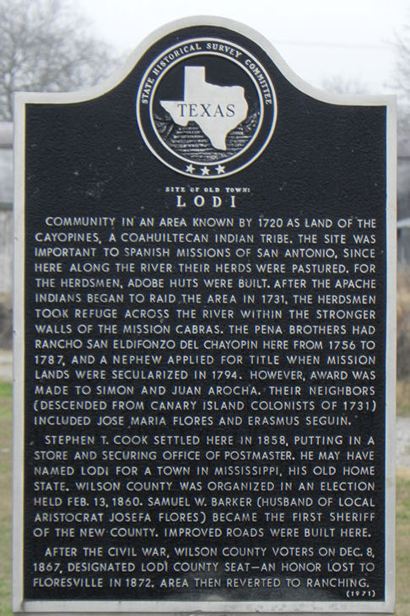 STATE HISTORICAL SURVEY COMMITTEE
TEXAS
SITE OF OLD TOWN:
LODI
COMMUNITY IN AN AREA KNOWN BY 1720 AS LAND OF THE
CAYOPINES, A COAHUILTECAN INDIAN TRIBE. THE SITE WAS
IMPORTANT TO SPANISH MISSIONS OF SAN ANTONIO, SINCE
HERE ALONG THE RIVER THEIR HERDS WERE PASTURED. FOR
THE HERDSMEN, ADOBE HUTS WERE BUILT. AFTER THE APACHE
INDIANS BEGAN TO RAID THE AREA IN 1731, THE HERDSMEN
TOOK REFUGE ACROSS THE RIVER WITHIN THE STRONGER
WALLS OF THE MISSION CABRAS. THE PENA BROTHERS HAD
RANCHO SAN ELDIFONZO DEL CHAYOPIN HERE FROM 1756 TO
1787, AND A NEPHEW APPLIED FOR TITLE WHEN MISSION
LANDS WERE SECULARIZED IN 1794. HOWEVER, AWARD WAS
MADE TO SIMON AND JUAN AROCHA. THEIR NEIGHBORS
(DESCENDED FROM CANARY ISLAND COLONISTS OF 1731)
INCLUDED JOSE MARIA FLORES AND ERASMUS SEGUIN.
STEPHEN T. COOK SETTLED HERE IN 1858, PUTTING IN A
STORE AND SECURING OFFICE OF POSTMASTER. HE MAY HAVE
NAMED LODI FOR A TOWN IN MISSISSIPPI, HIS OLD HOME
STATE. WILSON COUNTY WAS ORGANIZED IN AN ELECTION
HELD FEB. 13, 1860. SAMUEL W. BARKER (HUSBAND OF LOCAL
ARISTOCRAT JOSEFA FLORES) BECAME THE FIRST SHERIFF
OF THE NEW COUNTY. IMPROVED ROADS WERE BUILT HERE.
AFTER THE CIVIL WAR, WILSON COUNTY VOTERS ON DEC. 8,
1867, DESIGNATED LODI COUNTY SEAT—AN HONOR LOST TO
FLORESVILLE IN 1872. AREA THEN REVERTED TO RANCHING.
(1971)